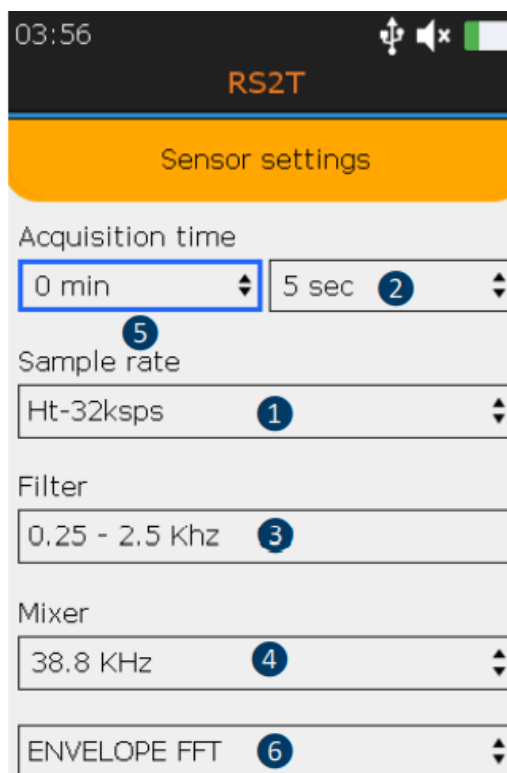 03:56
RS2T
Sensor settings
Acquisition time
0 min 5 sec 2
5
Sample rate
Ht-32ksps 1
Filter
0.25 - 2.5 Khz 3
Mixer
38.8 KHz 4
ENVELOPE FFT 6